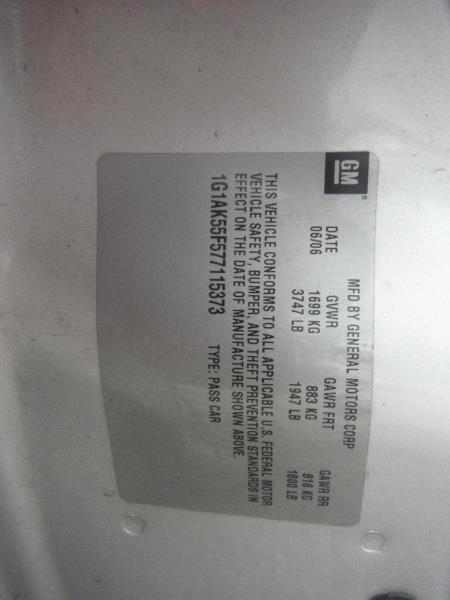 GM
MFD BY GENERAL MOTORS CORP
DATE GVWR GAWR FRT GAWR RR
06/06 1699 KG 883 KG 816 KG
3747 LB 1947 LB 1800 LB
THIS VEHICLE CONFORMS TO ALL APPLICABLE U.S. FEDERAL MOTOR
VEHICLE SAFETY, BUMPER, AND THEFT PREVENTION STANDARDS IN
EFFECT ON THE DATE OF MANUFACTURE SHOWN ABOVE.
1G1AK55F577115373 TYPE: PASS CAR